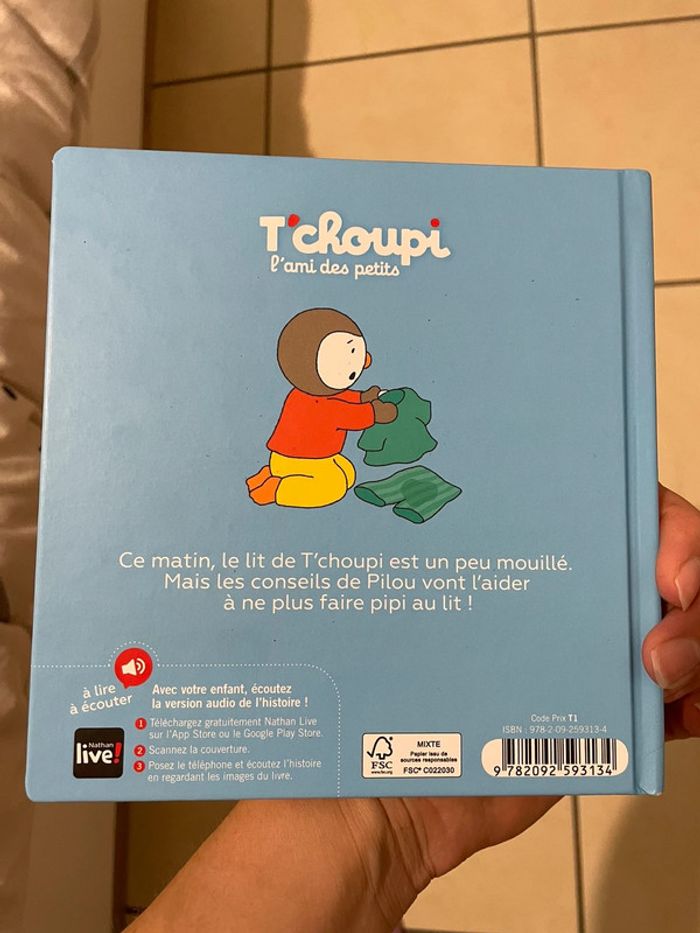 T'choupi
l'ami des petits
Ce matin, le lit de T'choupi est un peu mouillé.
Mais les conseils de Pilou vont l'aider
à ne plus faire pipi au lit !
à lire
à écouter
Avec votre enfant, écoutez
la version audio de l'histoire !
1 Téléchargez gratuitement Nathan Live
sur l'App Store ou le Google Play Store.
2 Scannez la couverture.
3 Posez le téléphone et écoutez l'histoire
en regardant les images du livre.
Nathan
live!
FSC
www.fsc.org
MIXTE
Papier issu de
sources responsables
FSC® C022030
Code Prix T1
ISBN : 978-2-09-259313-4
9 782092 593134